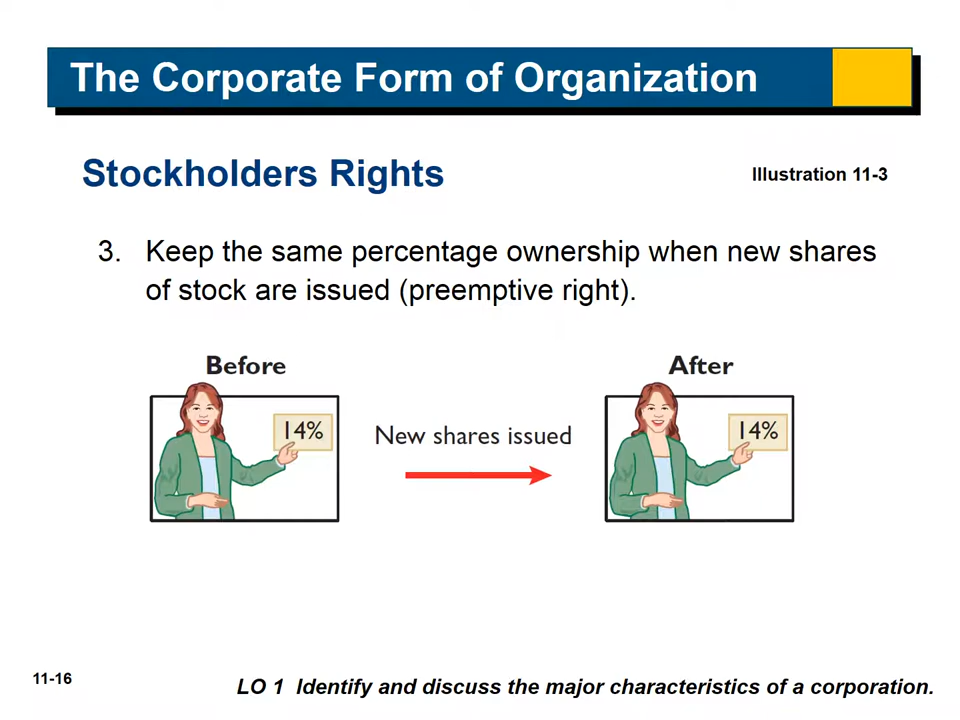 The Corporate Form of Organization
Stockholders Rights
Illustration 11-3
3. Keep the same percentage ownership when new shares
of stock are issued (preemptive right).
Before
After
14%
New shares issued
14%
11-16
LO 1 Identify and discuss the major characteristics of a corporation.